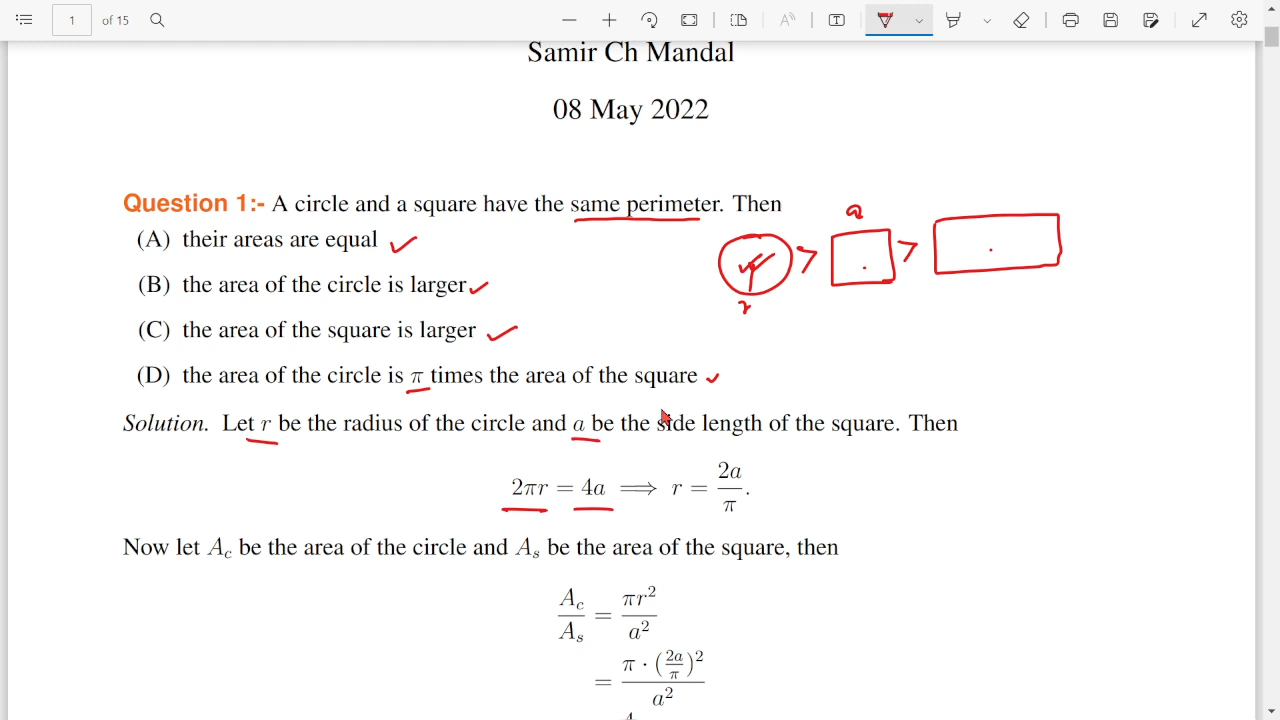 1 of 15
Samir Ch Mandal
08 May 2022
Question 1:- A circle and a square have the same perimeter. Then
(A) their areas are equal
(B) the area of the circle is larger
(C) the area of the square is larger
(D) the area of the circle is π times the area of the square
a
> >
r
Solution. Let r be the radius of the circle and a be the side length of the square. Then
2πr = 4a ⟹ r = 2a/π.
Now let A_c be the area of the circle and A_s be the area of the square, then
A_c/A_s = πr²/a²
= π · (2a/π)²/a²
4